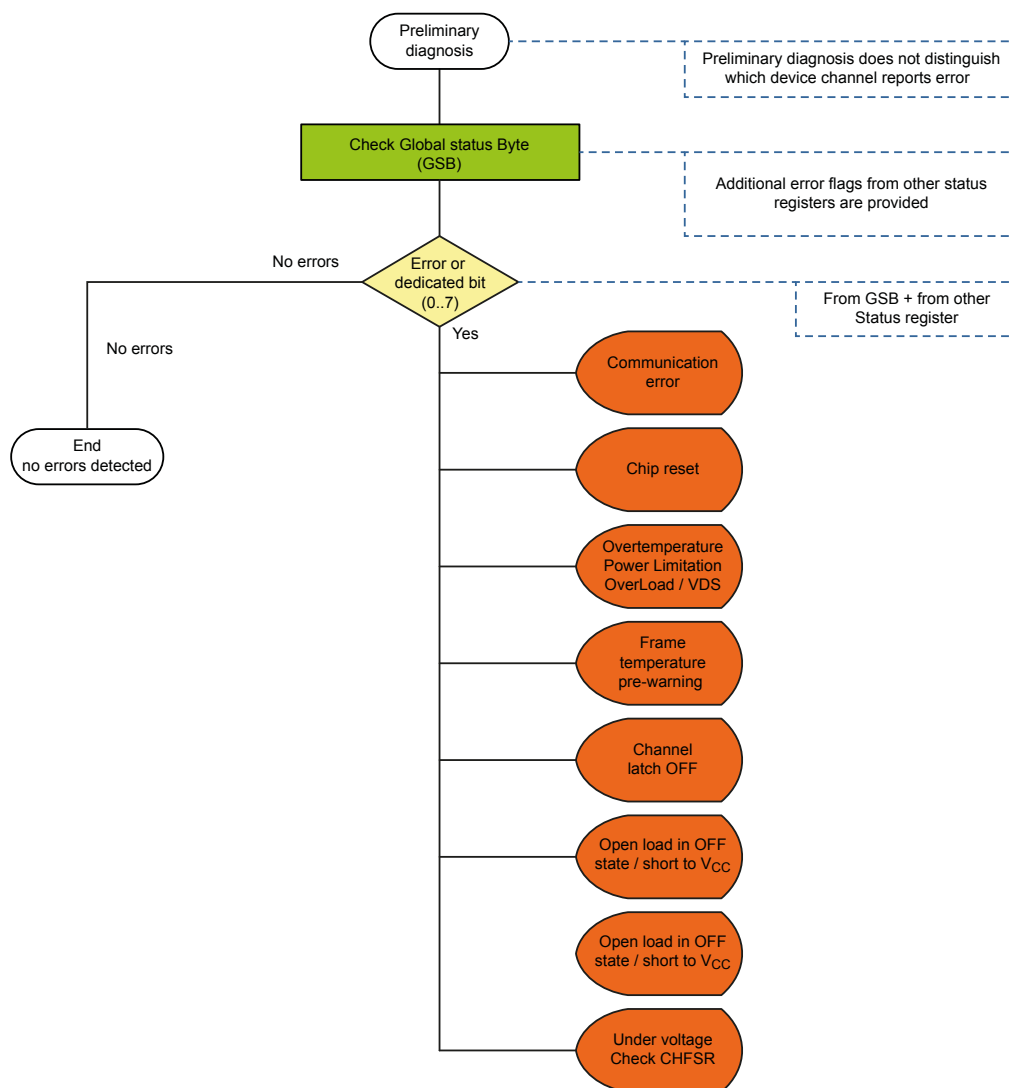 Preliminary
diagnosis
Preliminary diagnosis does not distinguish
which device channel reports error
Check Global status Byte
(GSB)
Additional error flags from other status
registers are provided
No errors
Error or
dedicated bit
(0..7)
From GSB + from other
Status register
Yes
No errors
Communication
error
End
no errors detected
Chip reset
Overtemperature
Power Limitation
OverLoad / VDS
Frame
temperature
pre-warning
Channel
latch OFF
Open load in OFF
state / short to VCC
Open load in OFF
state / short to VCC
Under voltage
Check CHFSR